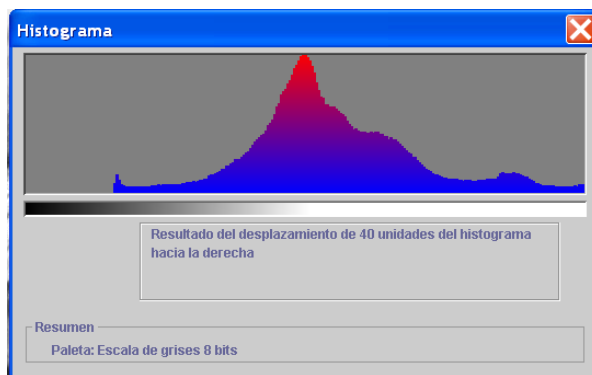 Histograma
Resultado del desplazamiento de 40 unidades del histograma
hacia la derecha
Resumen
Paleta: Escala de grises 8 bits